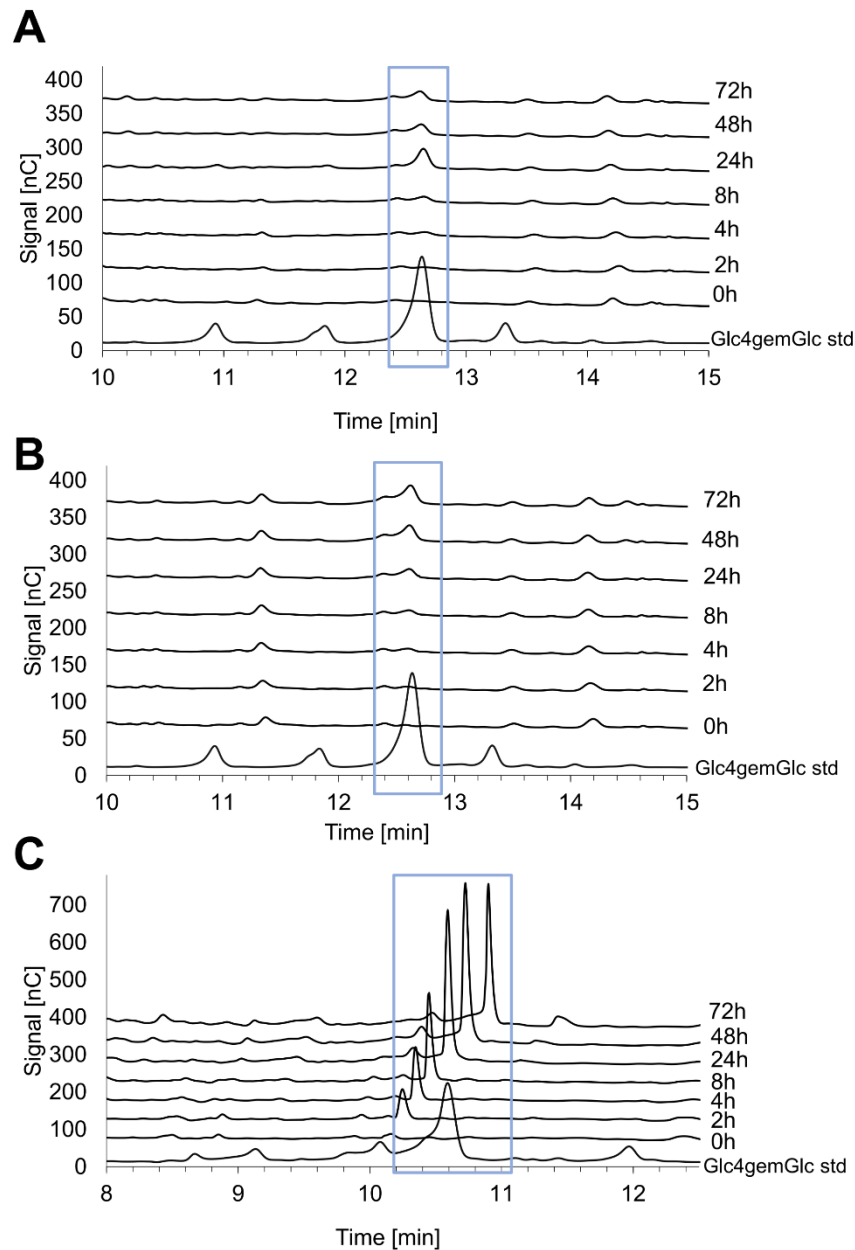 A
400
350
300
250
200
150
100
50
0
Signal [nC]
72h
48h
24h
8h
4h
2h
0h
Glc4gemGlc std
10 11 12 13 14 15
Time [min]
B
400
350
300
250
200
150
100
50
0
Signal [nC]
72h
48h
24h
8h
4h
2h
0h
Glc4gemGlc std
10 11 12 13 14 15
Time [min]
C
700
600
500
400
300
200
100
0
Signal [nC]
72h
48h
24h
8h
4h
2h
0h
Glc4gemGlc std
8 9 10 11 12
Time [min]